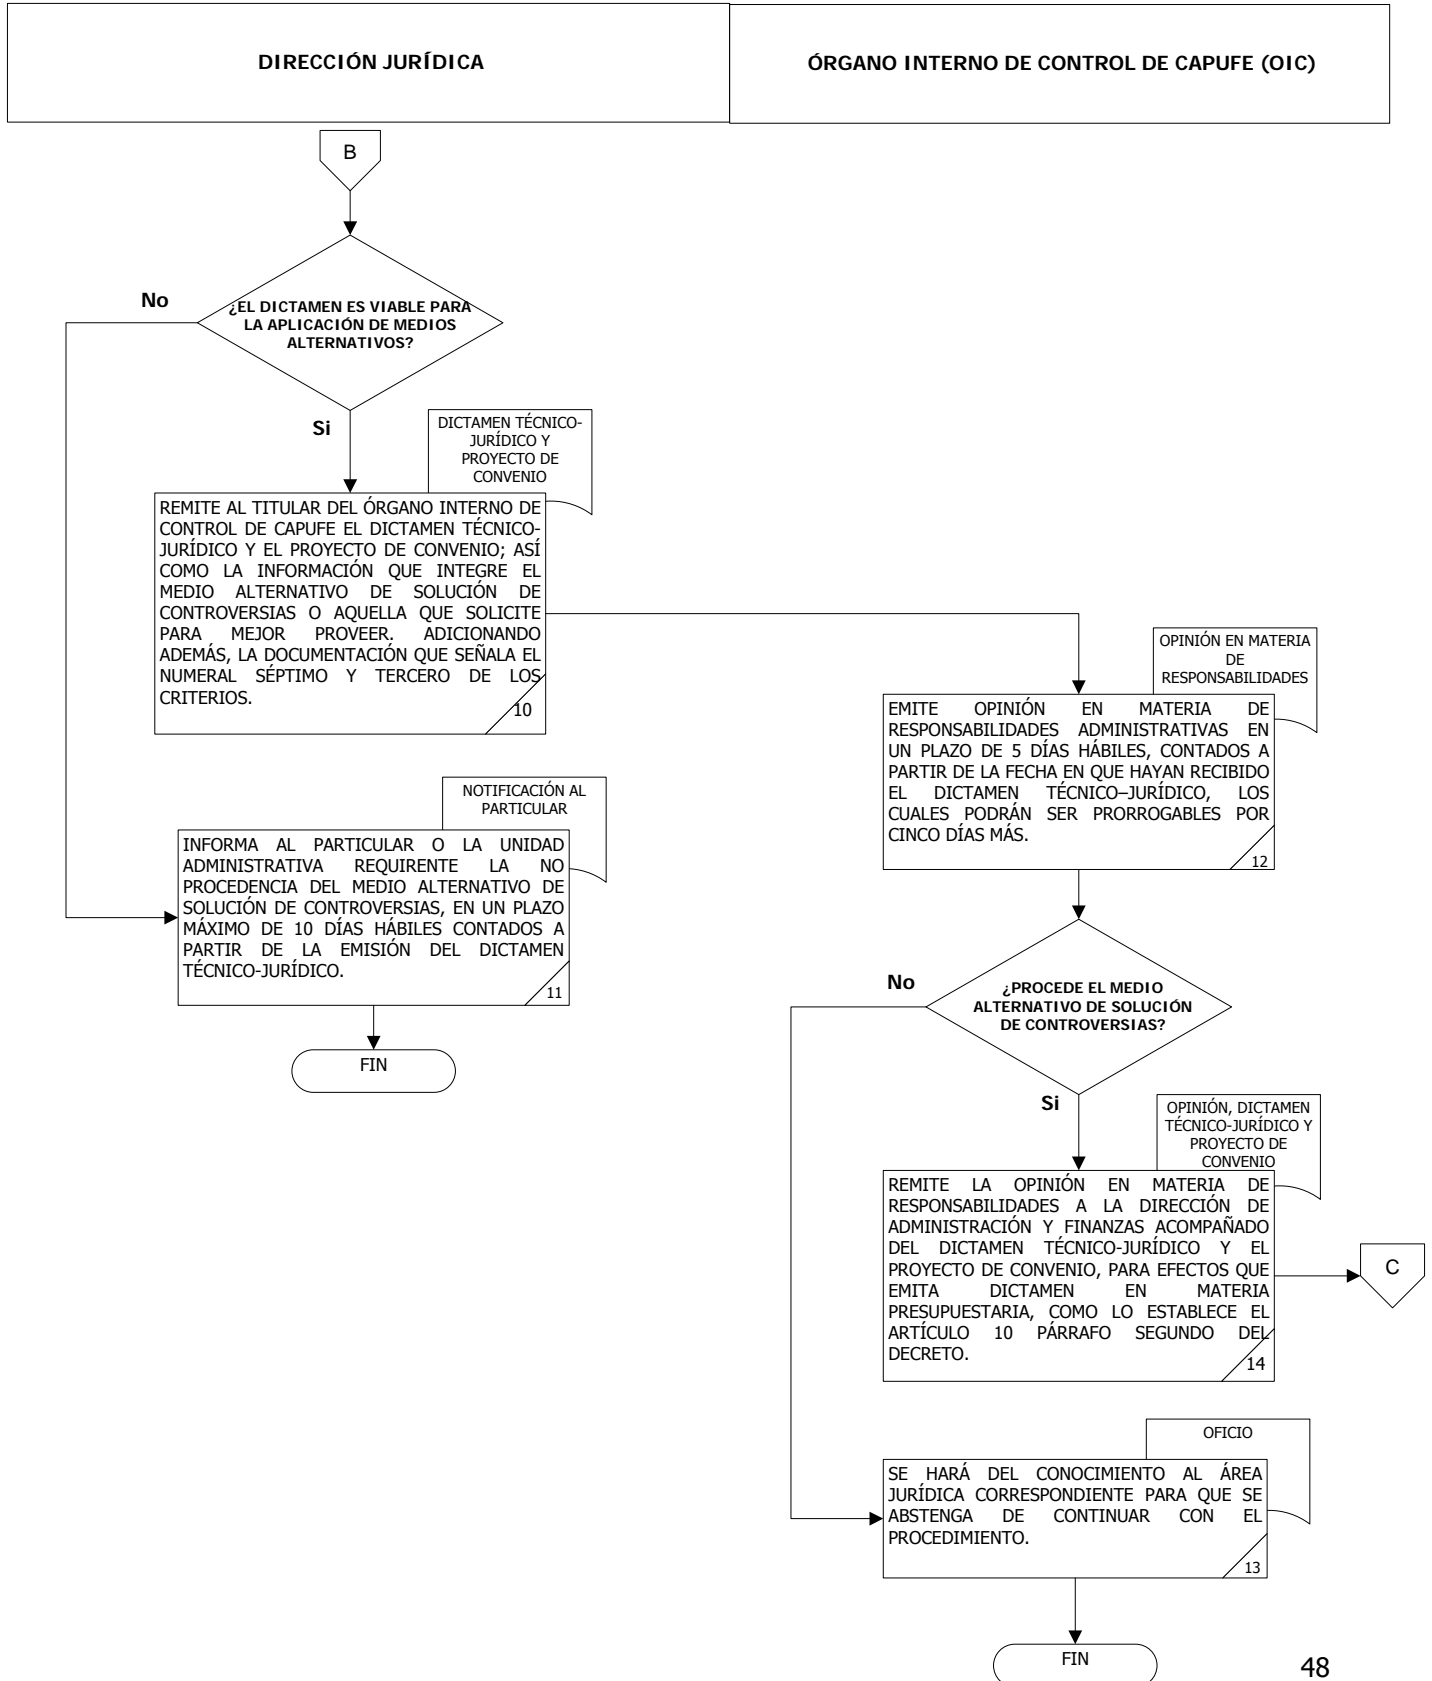 DIRECCIÓN JURÍDICA
ÓRGANO INTERNO DE CONTROL DE CAPUFE (OIC)
B
¿EL DICTAMEN ES VIABLE PARA
LA APLICACIÓN DE MEDIOS
ALTERNATIVOS?
No
Si
DICTAMEN TÉCNICO-
JURÍDICO Y
PROYECTO DE
CONVENIO
REMITE AL TITULAR DEL ÓRGANO INTERNO DE
CONTROL DE CAPUFE EL DICTAMEN TÉCNICO-
JURÍDICO Y EL PROYECTO DE CONVENIO; ASÍ
COMO LA INFORMACIÓN QUE INTEGRE EL
MEDIO ALTERNATIVO DE SOLUCIÓN DE
CONTROVERSIAS O AQUELLA QUE SOLICITE
PARA MEJOR PROVEER. ADICIONANDO
ADEMÁS, LA DOCUMENTACIÓN QUE SEÑALA EL
NUMERAL SÉPTIMO Y TERCERO DE LOS
CRITERIOS.
10
NOTIFICACIÓN AL
PARTICULAR
INFORMA AL PARTICULAR O LA UNIDAD
ADMINISTRATIVA REQUIRENTE LA NO
PROCEDENCIA DEL MEDIO ALTERNATIVO DE
SOLUCIÓN DE CONTROVERSIAS, EN UN PLAZO
MÁXIMO DE 10 DÍAS HÁBILES CONTADOS A
PARTIR DE LA EMISIÓN DEL DICTAMEN
TÉCNICO-JURÍDICO.
11
FIN
OPINIÓN EN MATERIA
DE
RESPONSABILIDADES
EMITE OPINIÓN EN MATERIA DE
RESPONSABILIDADES ADMINISTRATIVAS EN
UN PLAZO DE 5 DÍAS HÁBILES, CONTADOS A
PARTIR DE LA FECHA EN QUE HAYAN RECIBIDO
EL DICTAMEN TÉCNICO–JURÍDICO, LOS
CUALES PODRÁN SER PRORROGABLES POR
CINCO DÍAS MÁS.
12
¿PROCEDE EL MEDIO
ALTERNATIVO DE SOLUCIÓN
DE CONTROVERSIAS?
No
Si
OPINIÓN, DICTAMEN
TÉCNICO-JURÍDICO Y
PROYECTO DE
CONVENIO
REMITE LA OPINIÓN EN MATERIA DE
RESPONSABILIDADES A LA DIRECCIÓN DE
ADMINISTRACIÓN Y FINANZAS ACOMPAÑADO
DEL DICTAMEN TÉCNICO-JURÍDICO Y EL
PROYECTO DE CONVENIO, PARA EFECTOS QUE
EMITA DICTAMEN EN MATERIA
PRESUPUESTARIA, COMO LO ESTABLECE EL
ARTÍCULO 10 PÁRRAFO SEGUNDO DEL
DECRETO.
14
C
OFICIO
SE HARÁ DEL CONOCIMIENTO AL ÁREA
JURÍDICA CORRESPONDIENTE PARA QUE SE
ABSTENGA DE CONTINUAR CON EL
PROCEDIMIENTO.
13
FIN
48